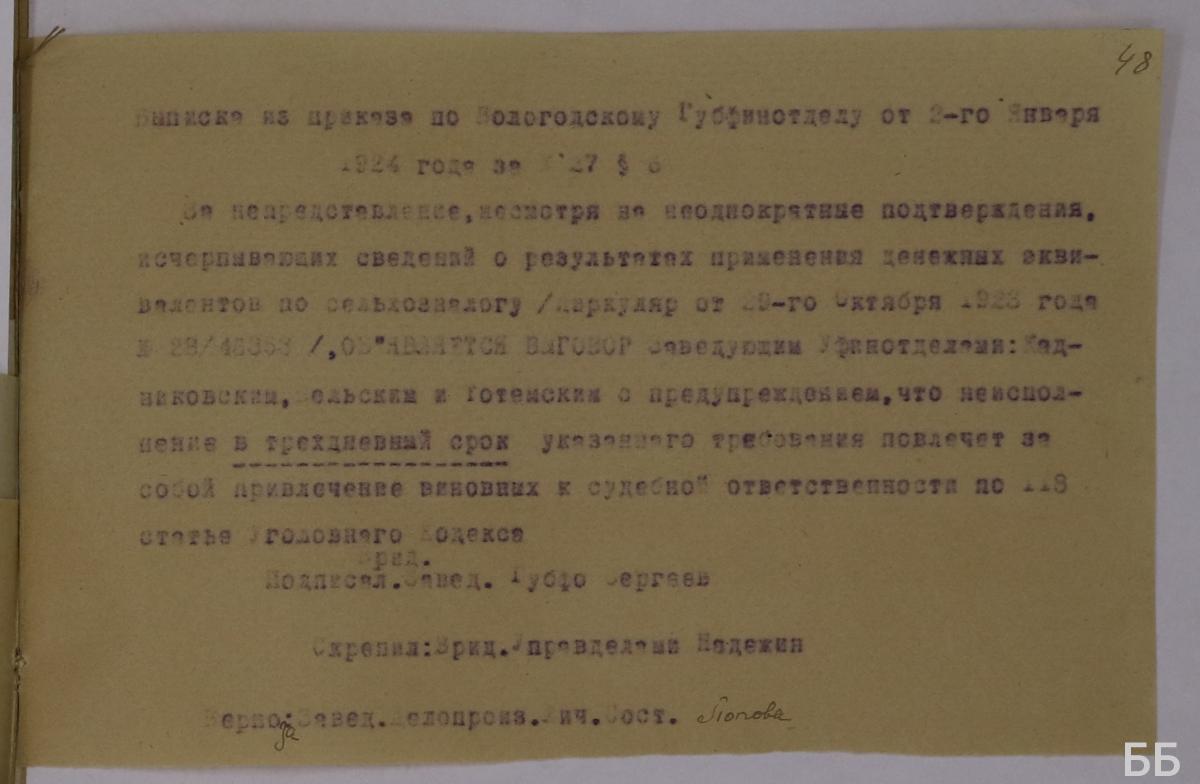 48
Выписка из приказа по Вологодскому Губфинотделу от 2-го Января
1924 года за №27 § 6
За непредставление, несмотря на неоднократные подтверждения,
исчерпывающих сведений о результатах применения денежных экви-
валентов по сельхозналогу /циркуляр от 29-го Октября 1923 года
№ /,ОБ"ЯВЛЯЕТСЯ ВЫГОВОР Заведующим Уфинотделами: Кад-
никовским, Вельским и Тотемским с предупреждением, что неиспол-
нение в трехдневный срок указаннаго требования повлечет за
собой привлечение виновных к судебной ответственности по 118
статье Уголовнаго Кодекса
Врид.
Подписал. Завед. Губфо Сергеев
Скрепил: Врид. Управделами Надежин
Верно: Завед. Делопроиз. Лич. Сост. Попова
за
ББ